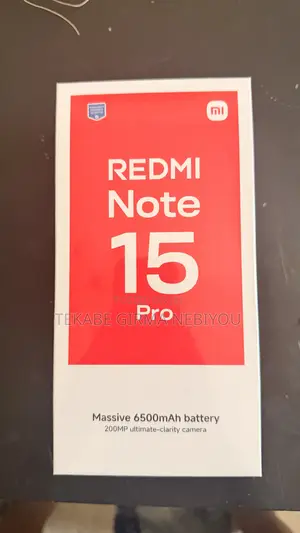 mi
REDMI
Note
15
Pro
TEKABE GIRMA NEBIYOU
Massive 6500mAh battery
200MP ultimate-clarity camera